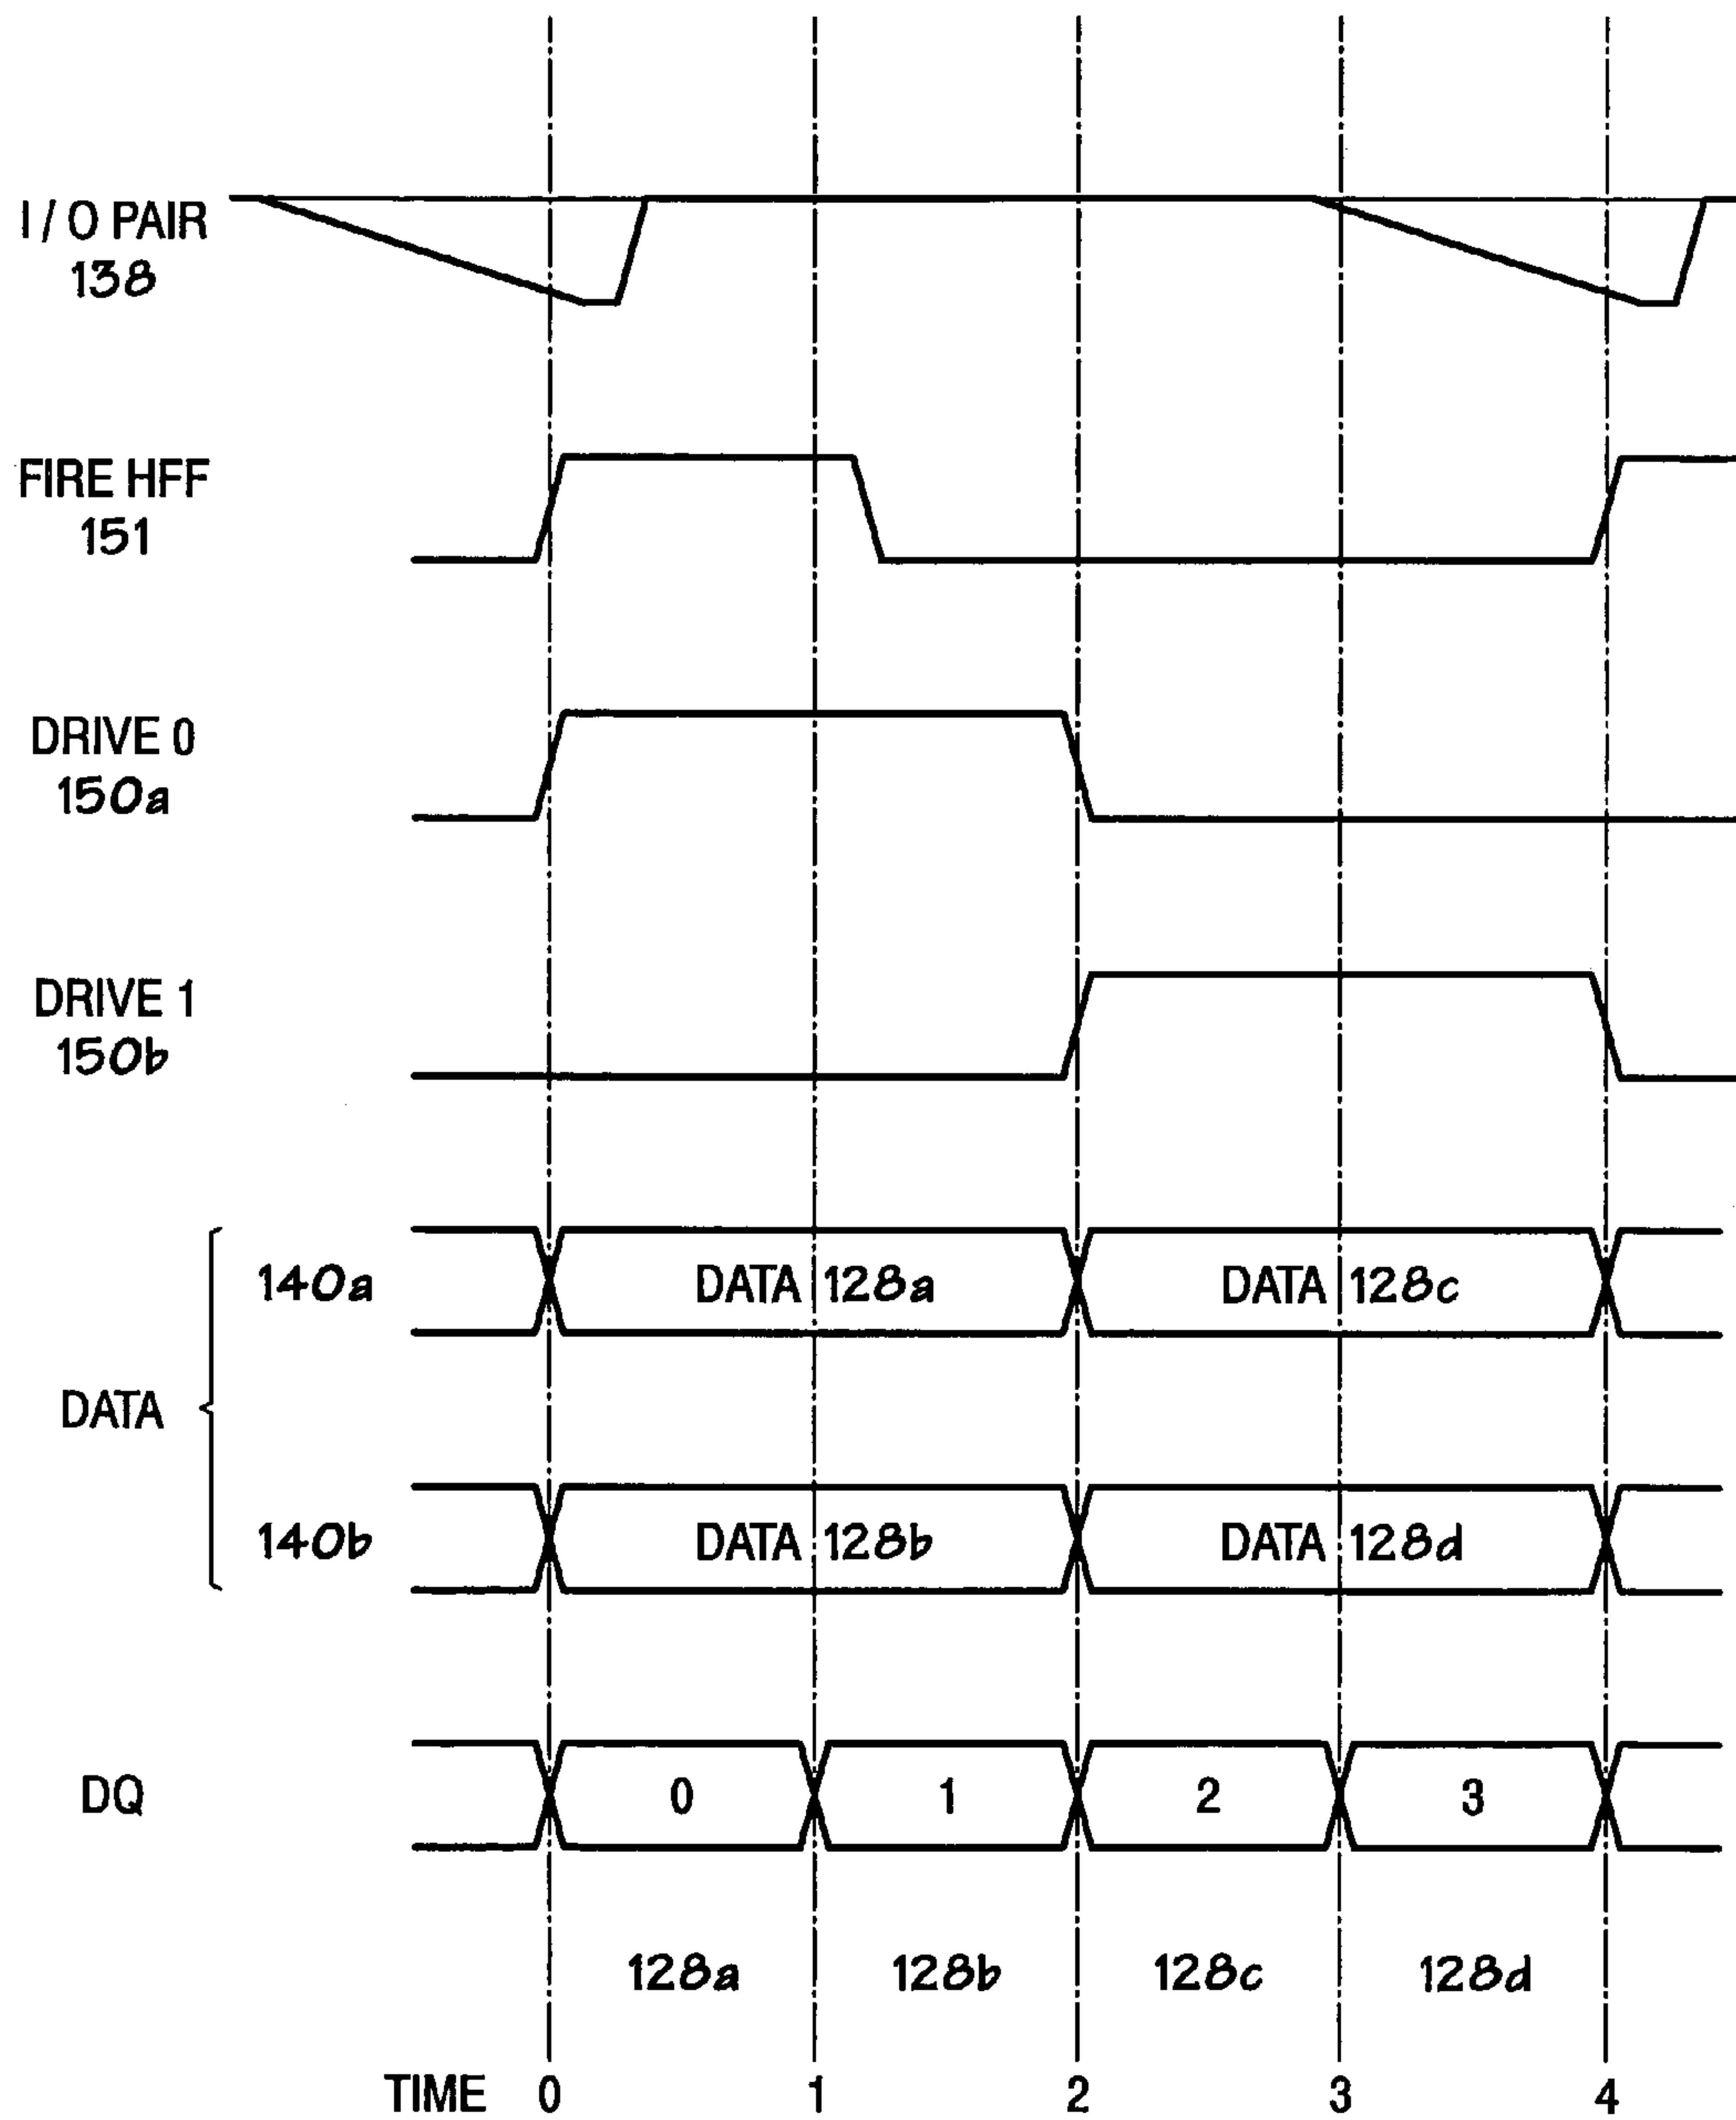 I / O PAIR
138
FIRE HFF
151
DRIVE 0
150a
DRIVE 1
150b
140a DATA 128a DATA 128c
DATA
140b DATA 128b DATA 128d
DQ 0 1 2 3
128a 128b 128c 128d
TIME 0 1 2 3 4